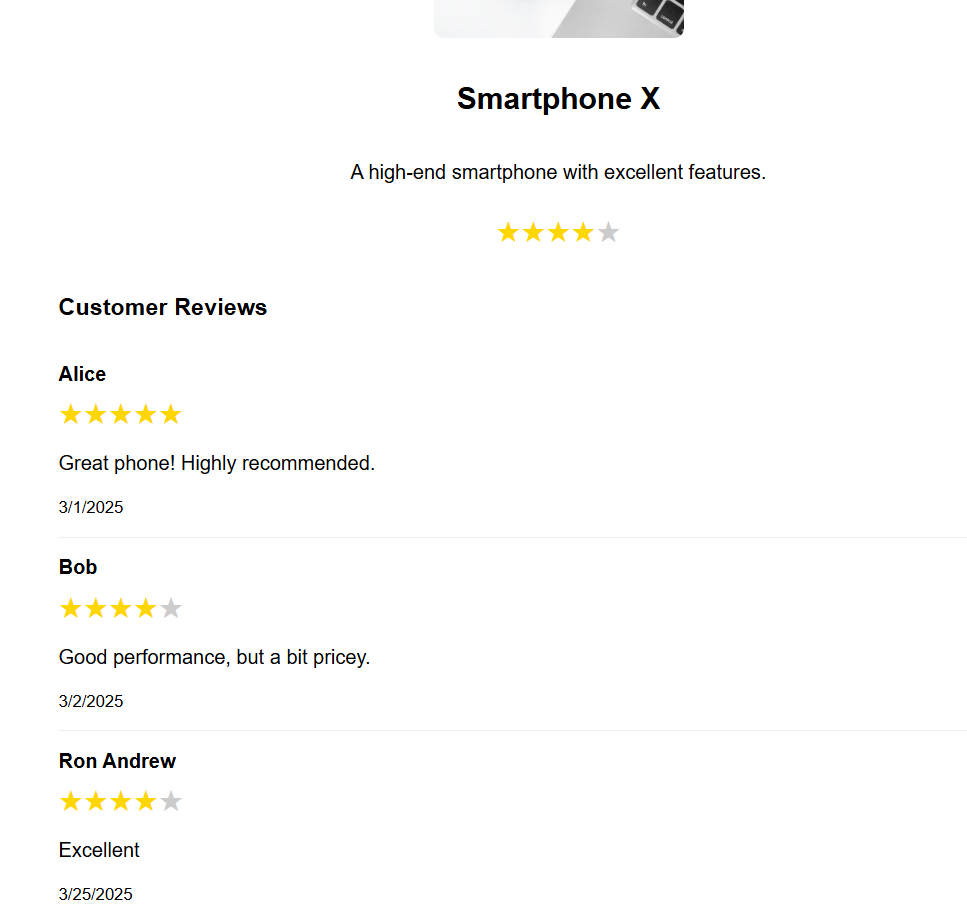 Smartphone X
A high-end smartphone with excellent features.
★★★★★
Customer Reviews
Alice
★★★★★
Great phone! Highly recommended.
3/1/2025
Bob
★★★★★
Good performance, but a bit pricey.
3/2/2025
Ron Andrew
★★★★★
Excellent
3/25/2025